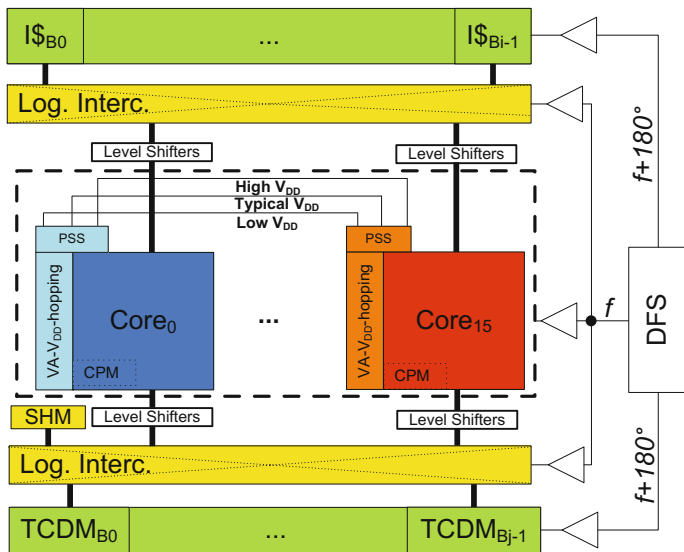 I$B0 ... I$Bi-1
Log. Interc.
Level Shifters Level Shifters
f+180°
High VDD
Typical VDD
Low VDD
PSS PSS
VA-VDD-hopping Core0 ... VA-VDD-hopping Core15
f
DFS
CPM CPM
SHM
Level Shifters Level Shifters
Log. Interc.
f+180°
TCDMB0 ... TCDMBj-1